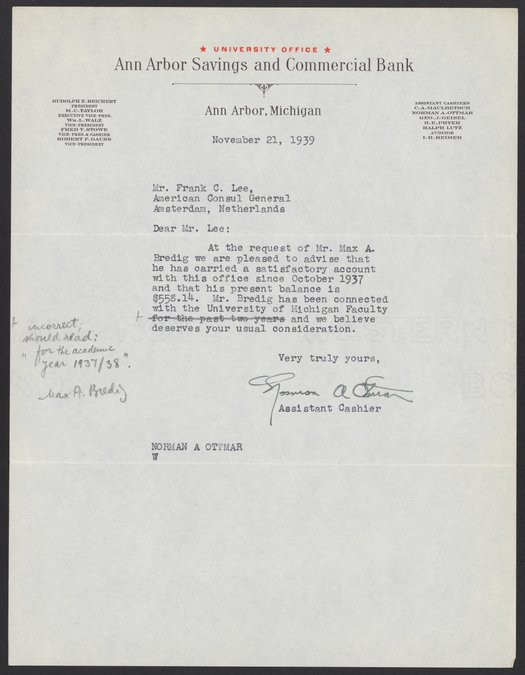 ★ UNIVERSITY OFFICE ★
Ann Arbor Savings and Commercial Bank
Ann Arbor, Michigan
RUDOLPH E. REICHERT
PRESIDENT
M. C. TAYLOR
EXECUTIVE VICE-PRES.
WM. L. WALZ
VICE-PRESIDENT
FRED T. STOWE
VICE-PRES. & CASHIER
ROBERT F. GAUSS
VICE-PRESIDENT
ASSISTANT CASHIERS
C. A. MAULBETSCH
NORMAN A. OTTMAR
GEO. J. GEISEL
B. E. PRYER
RALPH LUTZ
AUDITOR
I. H. REIMER
November 21, 1939
Mr. Frank C. Lee,
American Consul General
Amsterdam, Netherlands
Dear Mr. Lee:
At the request of Mr. Max A.
Bredig we are pleased to advise that
he has carried a satisfactory account
with this office since October 1937
and that his present balance is
$558.14. Mr. Bredig has been connected
with the University of Michigan Faculty
+ for the past two years and we believe
deserves your usual consideration.
+ incorrect,
should read:
"for the academic
year 1937/38".
Max A. Bredig
Very truly yours,
Norman A Ottmar
Assistant Cashier
NORMAN A OTTMAR
W